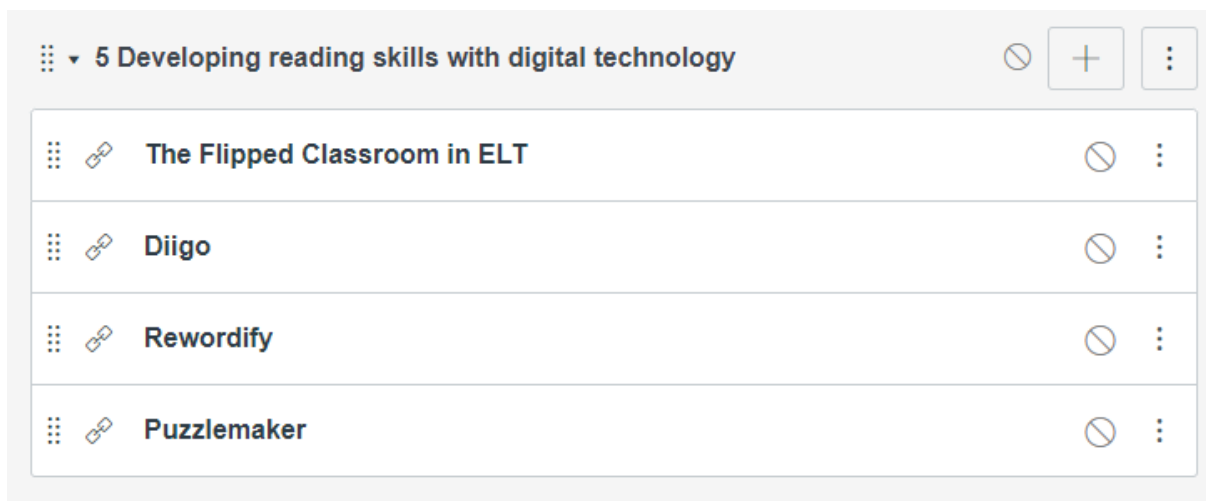 5 Developing reading skills with digital technology
The Flipped Classroom in ELT
Diigo
Rewordify
Puzzlemaker